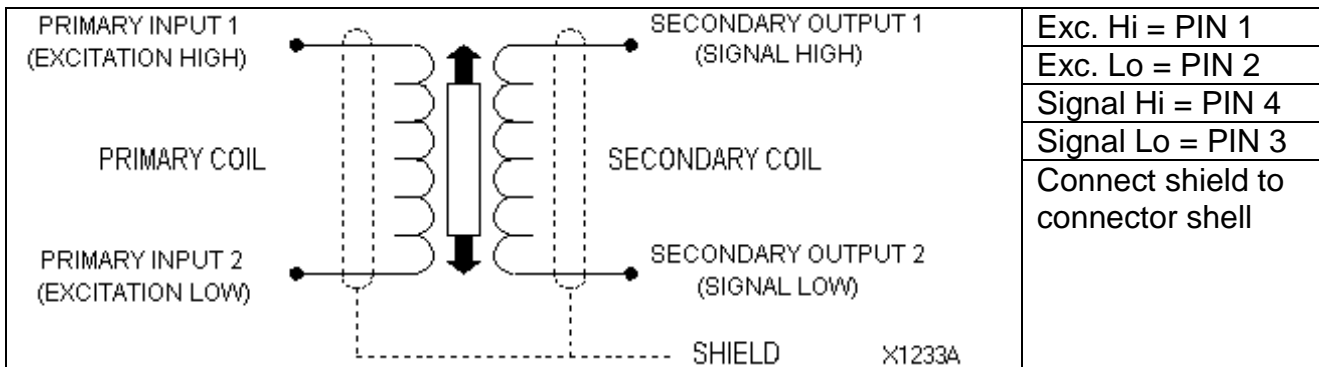 PRIMARY INPUT 1
(EXCITATION HIGH)
SECONDARY OUTPUT 1
(SIGNAL HIGH)
PRIMARY COIL
SECONDARY COIL
PRIMARY INPUT 2
(EXCITATION LOW)
SECONDARY OUTPUT 2
(SIGNAL LOW)
SHIELD
X1233A
Exc. Hi = PIN 1
Exc. Lo = PIN 2
Signal Hi = PIN 4
Signal Lo = PIN 3
Connect shield to
connector shell